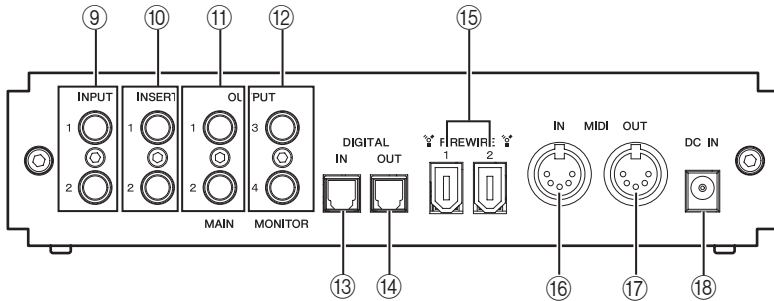 ⑨ ⑩ ⑪ ⑫ ⑮
INPUT INSERT OUTPUT
1 1 1 3
2 2 2 4
MAIN MONITOR
DIGITAL
IN OUT
FIREWIRE
1 2
IN MIDI OUT
DC IN
⑬ ⑭ ⑯ ⑰ ⑱